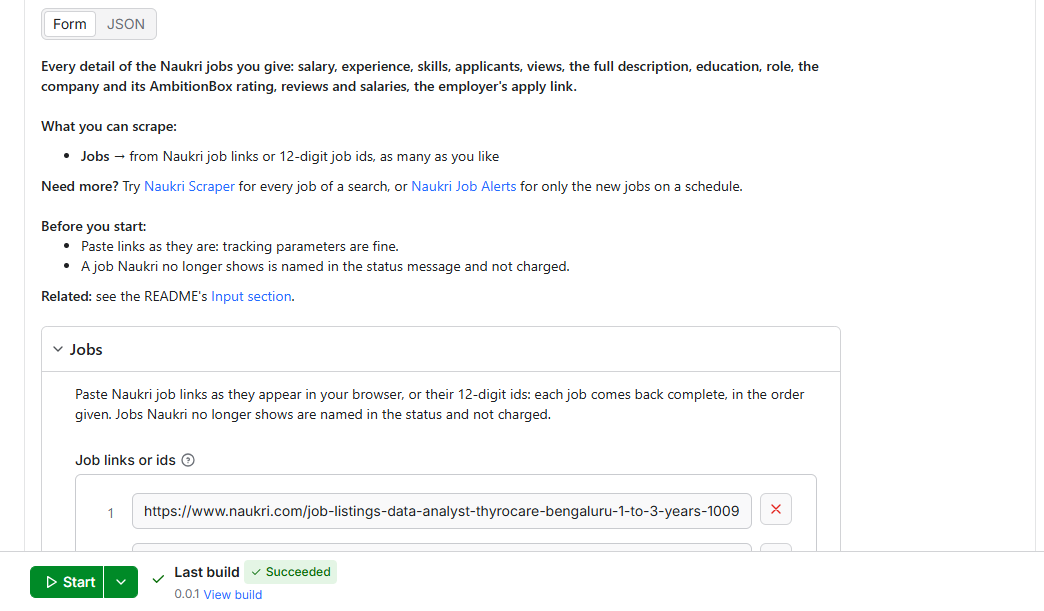 Form JSON
Every detail of the Naukri jobs you give: salary, experience, skills, applicants, views, the full description, education, role, the
company and its AmbitionBox rating, reviews and salaries, the employer's apply link.
What you can scrape:
• Jobs → from Naukri job links or 12-digit job ids, as many as you like
Need more? Try Naukri Scraper for every job of a search, or Naukri Job Alerts for only the new jobs on a schedule.
Before you start:
• Paste links as they are: tracking parameters are fine.
• A job Naukri no longer shows is named in the status message and not charged.
Related: see the README's Input section.
Jobs
Paste Naukri job links as they appear in your browser, or their 12-digit ids: each job comes back complete, in the order
given. Jobs Naukri no longer shows are named in the status and not charged.
Job links or ids
1 https://www.naukri.com/job-listings-data-analyst-thyrocare-bengaluru-1-to-3-years-1009
Start Last build Succeeded
0.0.1 View build